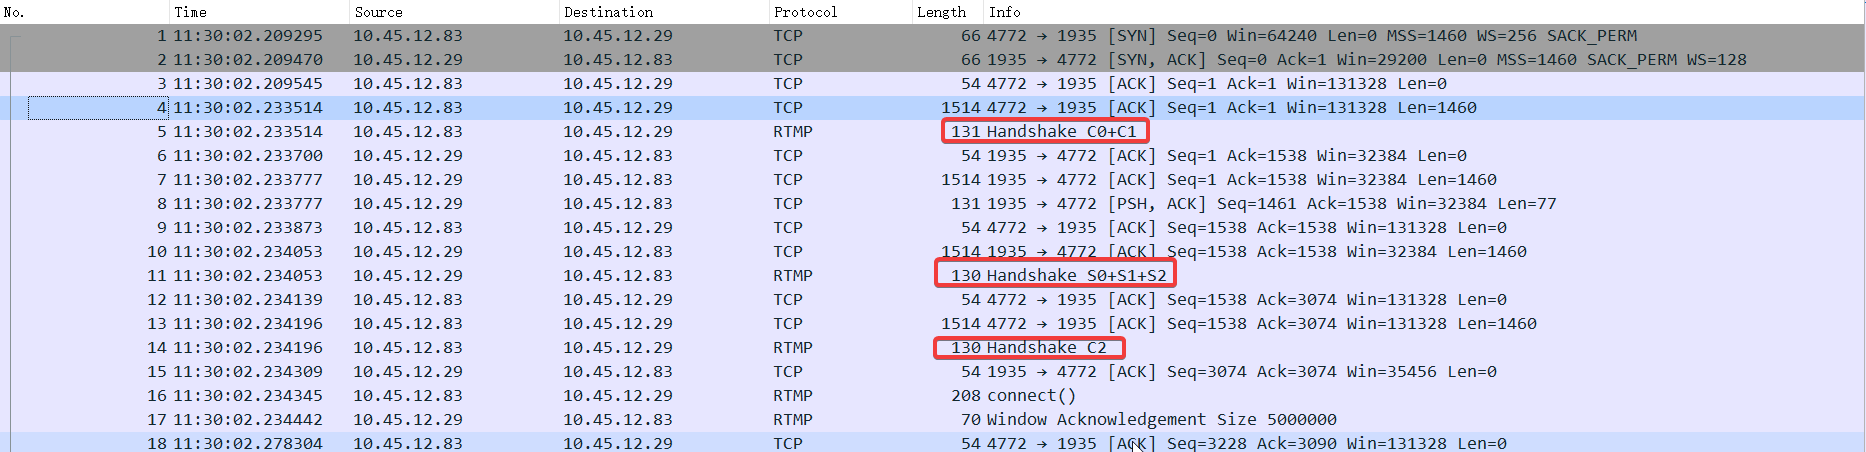 No. Time Source Destination Protocol Length Info
1 11:30:02.209295 10.45.12.83 10.45.12.29 TCP 66 4772 → 1935 [SYN] Seq=0 Win=64240 Len=0 MSS=1460 WS=256 SACK_PERM
2 11:30:02.209470 10.45.12.29 10.45.12.83 TCP 66 1935 → 4772 [SYN, ACK] Seq=0 Ack=1 Win=29200 Len=0 MSS=1460 SACK_PERM WS=128
3 11:30:02.209545 10.45.12.83 10.45.12.29 TCP 54 4772 → 1935 [ACK] Seq=1 Ack=1 Win=131328 Len=0
4 11:30:02.233514 10.45.12.83 10.45.12.29 TCP 1514 4772 → 1935 [ACK] Seq=1 Ack=1 Win=131328 Len=1460
5 11:30:02.233514 10.45.12.83 10.45.12.29 RTMP 131 Handshake C0+C1
6 11:30:02.233700 10.45.12.29 10.45.12.83 TCP 54 1935 → 4772 [ACK] Seq=1 Ack=1538 Win=32384 Len=0
7 11:30:02.233777 10.45.12.29 10.45.12.83 TCP 1514 1935 → 4772 [ACK] Seq=1 Ack=1538 Win=32384 Len=1460
8 11:30:02.233777 10.45.12.29 10.45.12.83 TCP 131 1935 → 4772 [PSH, ACK] Seq=1461 Ack=1538 Win=32384 Len=77
9 11:30:02.233873 10.45.12.83 10.45.12.29 TCP 54 4772 → 1935 [ACK] Seq=1538 Ack=1538 Win=131328 Len=0
10 11:30:02.234053 10.45.12.29 10.45.12.83 TCP 1514 1935 → 4772 [ACK] Seq=1538 Ack=1538 Win=32384 Len=1460
11 11:30:02.234053 10.45.12.29 10.45.12.83 RTMP 130 Handshake S0+S1+S2
12 11:30:02.234139 10.45.12.83 10.45.12.29 TCP 54 4772 → 1935 [ACK] Seq=1538 Ack=3074 Win=131328 Len=0
13 11:30:02.234196 10.45.12.83 10.45.12.29 TCP 1514 4772 → 1935 [ACK] Seq=1538 Ack=3074 Win=131328 Len=1460
14 11:30:02.234196 10.45.12.83 10.45.12.29 RTMP 130 Handshake C2
15 11:30:02.234309 10.45.12.29 10.45.12.83 TCP 54 1935 → 4772 [ACK] Seq=3074 Ack=3074 Win=35456 Len=0
16 11:30:02.234345 10.45.12.83 10.45.12.29 RTMP 208 connect()
17 11:30:02.234442 10.45.12.29 10.45.12.83 RTMP 70 Window Acknowledgement Size 5000000
18 11:30:02.278304 10.45.12.83 10.45.12.29 TCP 54 4772 → 1935 [ACK] Seq=3228 Ack=3090 Win=131328 Len=0